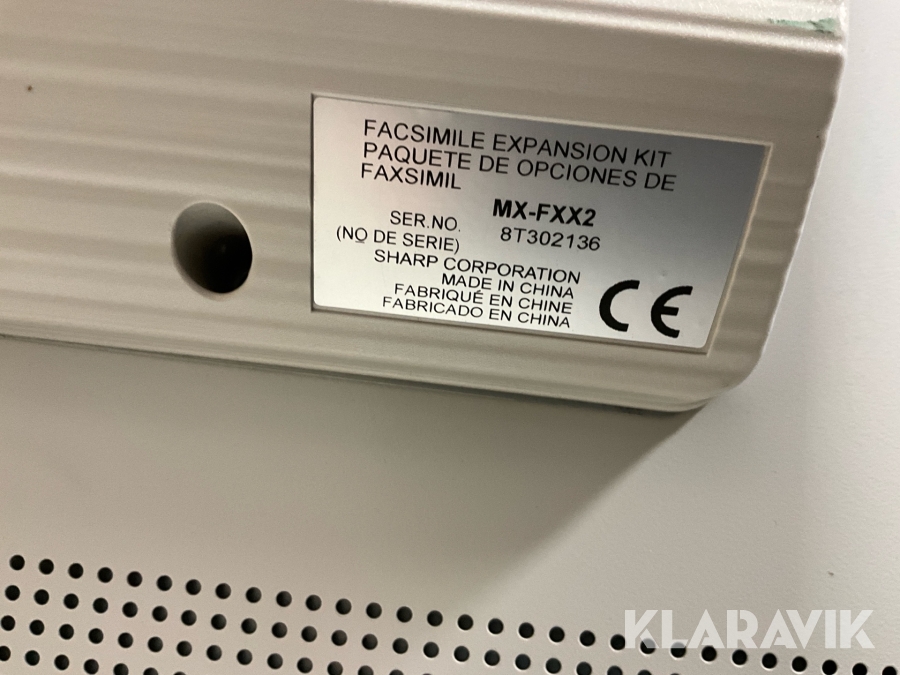 FACSIMILE EXPANSION KIT
PAQUETE DE OPCIONES DE
FAXSIMIL
MX-FXX2
SER.NO. 8T302136
(NO DE SERIE)
SHARP CORPORATION
MADE IN CHINA
FABRIQUÉ EN CHINE
FABRICADO EN CHINA
CE
KLARAVIK